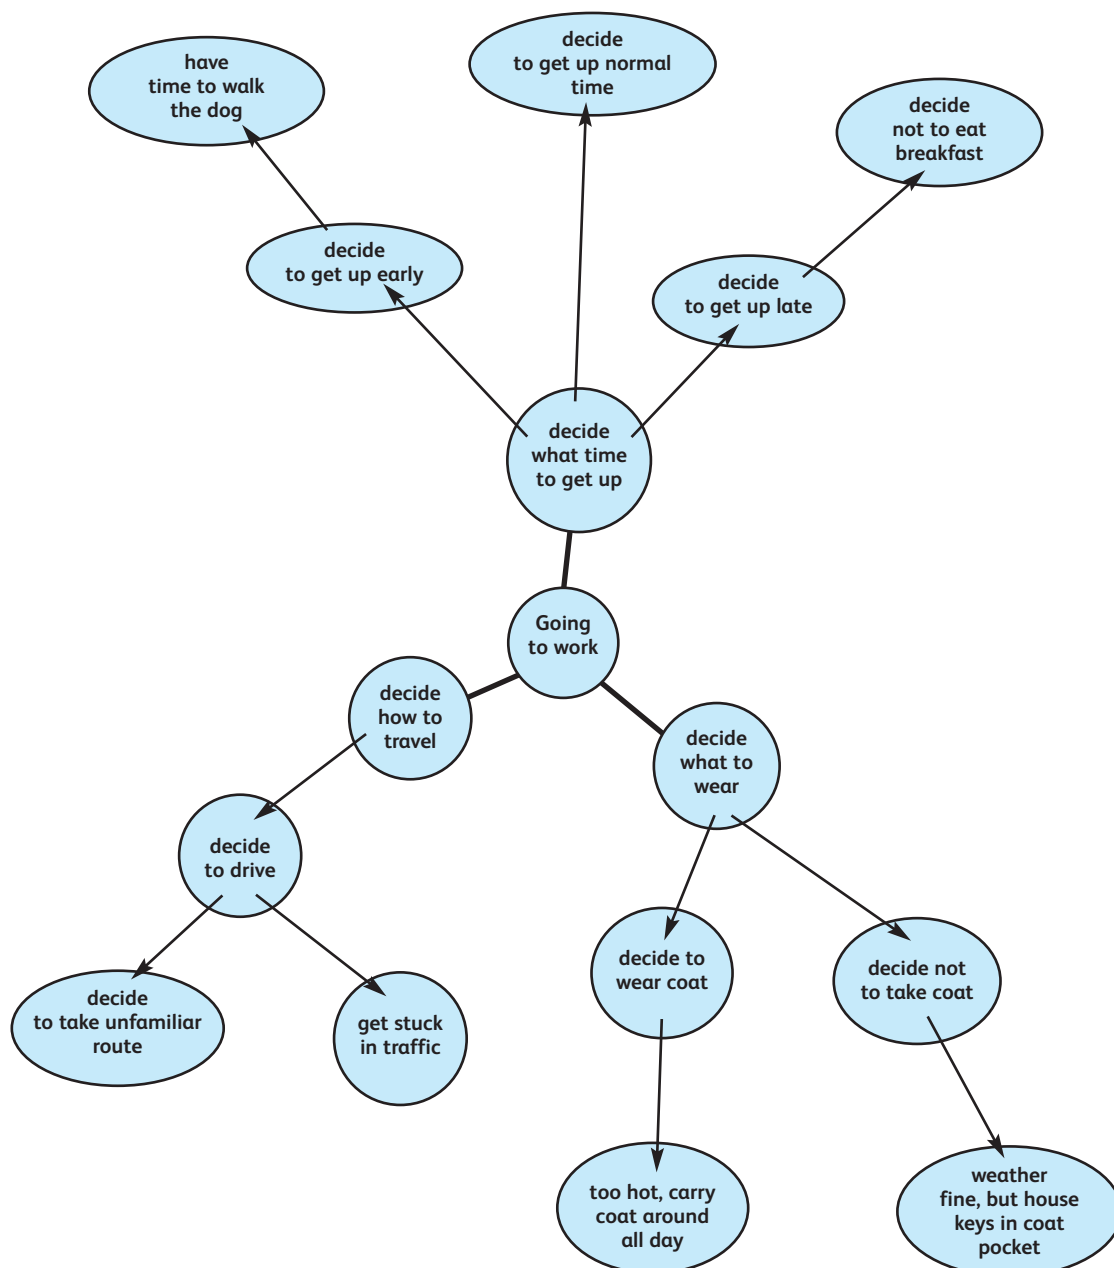 have
time to walk
the dog
decide
to get up normal
time
decide
not to eat
breakfast
decide
to get up early
decide
to get up late
decide
what time
to get up
Going
to work
decide
how to
travel
decide
what to
wear
decide
to drive
decide to
wear coat
decide not
to take coat
decide
to take unfamiliar
route
get stuck
in traffic
too hot, carry
coat around
all day
weather
fine, but house
keys in coat
pocket